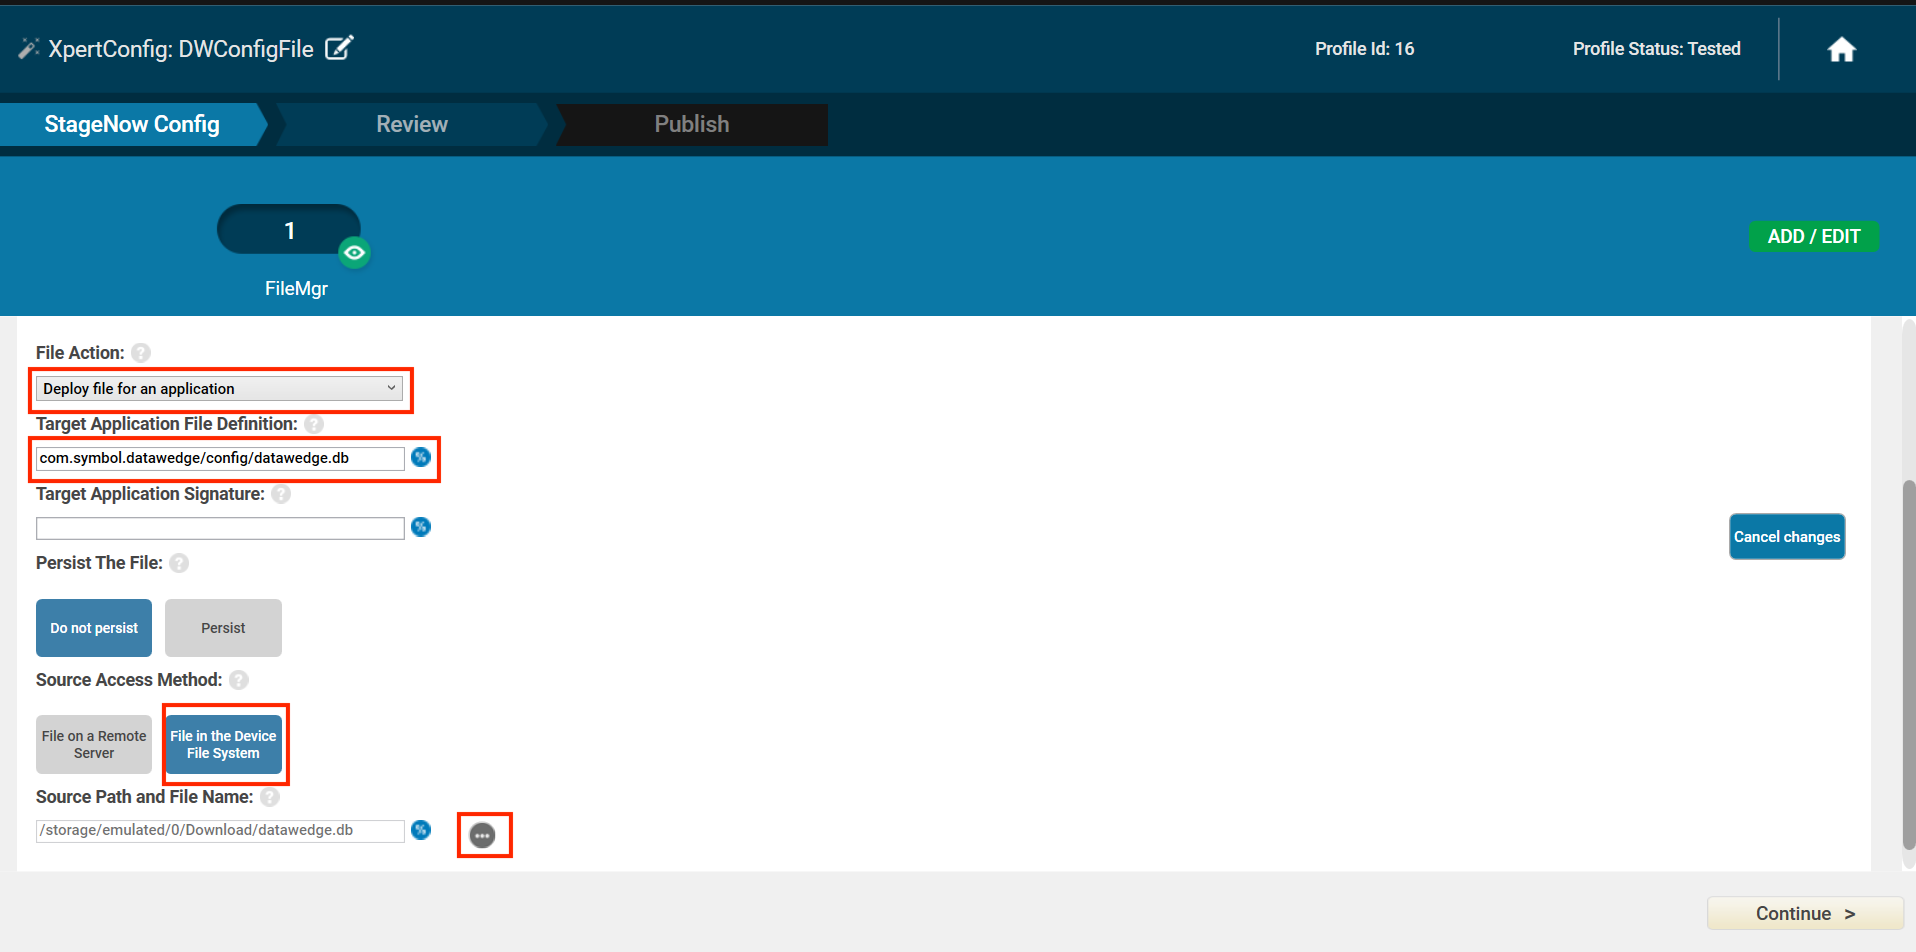 XpertConfig: DWConfigFile
Profile Id: 16
Profile Status: Tested
StageNow Config
Review
Publish
1
FileMgr
ADD / EDIT
File Action: ?
Deploy file for an application
Target Application File Definition: ?
com.symbol.datawedge/config/datawedge.db
%
Target Application Signature: ?
%
Cancel changes
Persist The File: ?
Do not persist
Persist
Source Access Method: ?
File on a Remote
Server
File in the Device
File System
Source Path and File Name: ?
/storage/emulated/0/Download/datawedge.db
%
Continue >